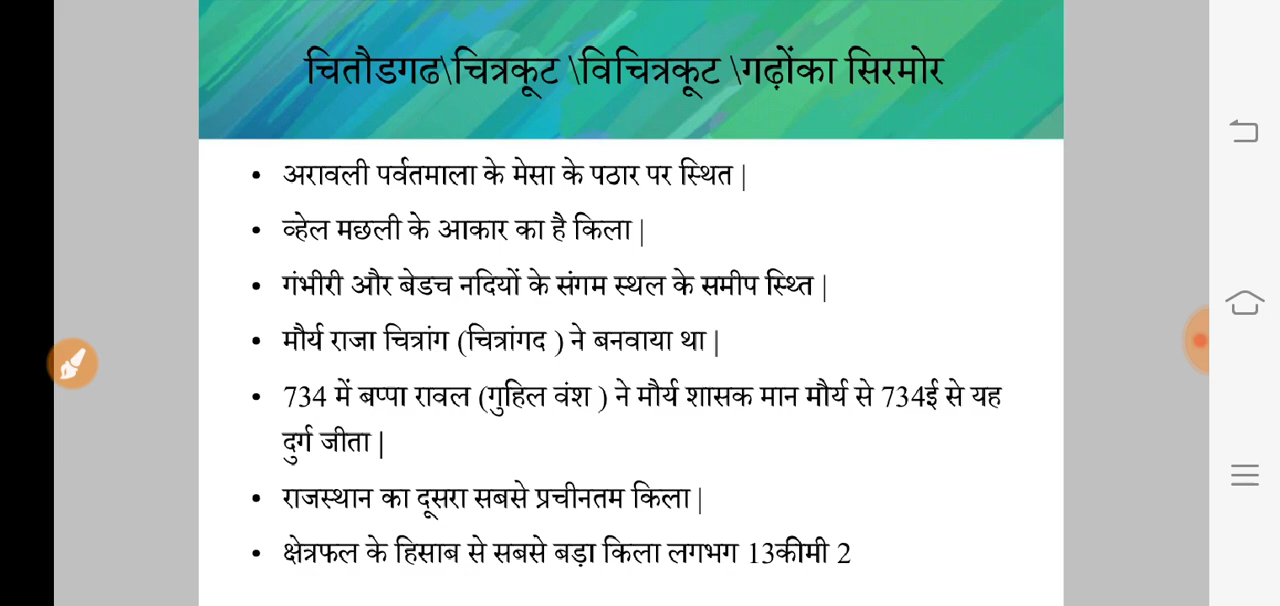 चितौडगढ\चित्रकूट \विचित्रकूट \गढ़ोंका सिरमोर
• अरावली पर्वतमाला के मेसा के पठार पर स्थित |
• व्हेल मछली के आकार का है किला |
• गंभीरी और बेडच नदियों के संगम स्थल के समीप स्थ्ति |
• मौर्य राजा चित्रांग (चित्रांगद ) ने बनवाया था |
• 734 में बप्पा रावल (गुहिल वंश ) ने मौर्य शासक मान मौर्य से 734ई से यह
दुर्ग जीता |
• राजस्थान का दूसरा सबसे प्रचीनतम किला |
• क्षेत्रफल के हिसाब से सबसे बड़ा किला लगभग 13कीमी 2